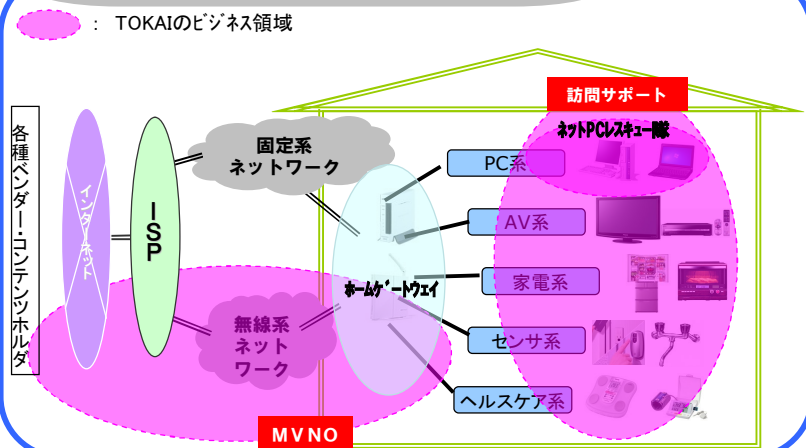 ： TOKAIのビジネス領域
訪問サポート
ネットPCレスキュー隊
各種ベンダー・コンテンツホルダ
インターネット
ISP
固定系
ネットワーク
PC系
AV系
家電系
ホームゲートウェイ
センサ系
無線系
ネット
ワーク
ヘルスケア系
MVNO